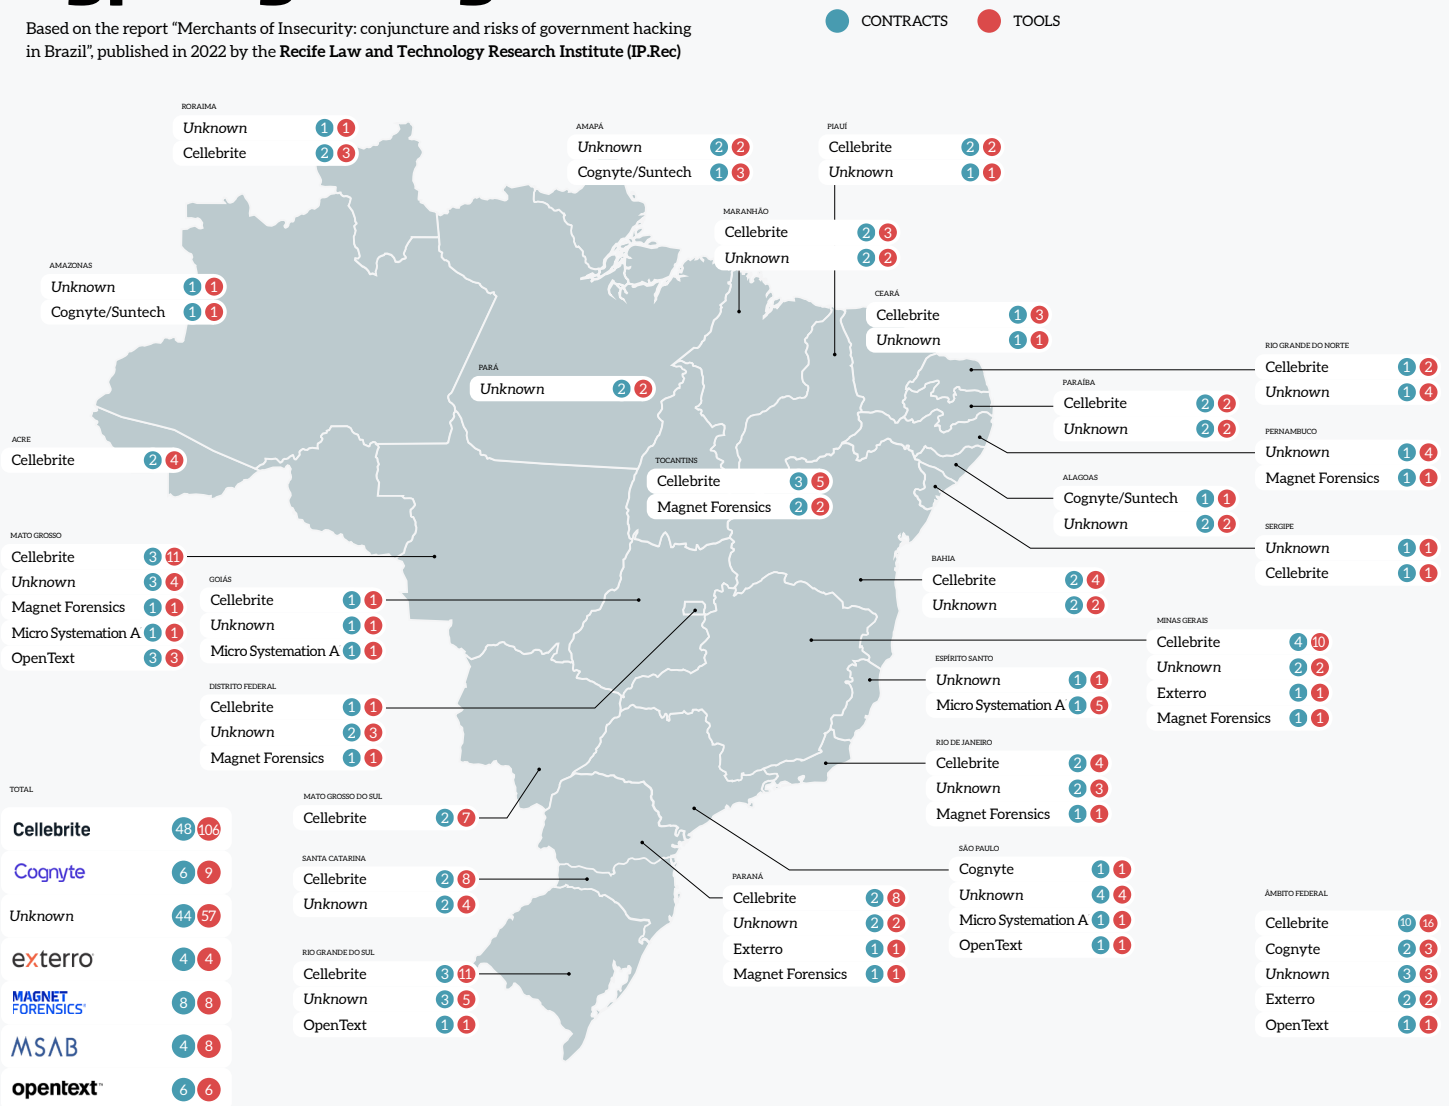 Based on the report “Merchants of Insecurity: conjuncture and risks of government hacking
in Brazil”, published in 2022 by the Recife Law and Technology Research Institute (IP.Rec)
CONTRACTS TOOLS
RORAIMA
Unknown 1 1
Cellebrite 2 3
AMAPÁ
Unknown 2 2
Cognyte/Suntech 1 3
PIAUÍ
Cellebrite 2 2
Unknown 1 1
MARANHÃO
Cellebrite 2 3
Unknown 2 2
AMAZONAS
Unknown 1 1
Cognyte/Suntech 1 1
CEARÁ
Cellebrite 1 3
Unknown 1 1
RIO GRANDE DO NORTE
Cellebrite 1 2
Unknown 1 4
PARÁ
Unknown 2 2
PARAÍBA
Cellebrite 2 2
Unknown 2 2
ACRE
Cellebrite 2 4
PERNAMBUCO
Unknown 1 4
Magnet Forensics 1 1
TOCANTINS
Cellebrite 3 5
Magnet Forensics 2 2
ALAGOAS
Cognyte/Suntech 1 1
Unknown 2 2
SERGIPE
Unknown 1 1
Cellebrite 1 1
MATO GROSSO
Cellebrite 3 11
Unknown 3 4
Magnet Forensics 1 1
Micro Systemation A 1 1
OpenText 3 3
GOIÁS
Cellebrite 1 1
Unknown 1 1
Micro Systemation A 1 1
BAHIA
Cellebrite 2 4
Unknown 2 2
MINAS GERAIS
Cellebrite 4 10
Unknown 2 2
Exterro 1 1
Magnet Forensics 1 1
ESPÍRITO SANTO
Unknown 1 1
Micro Systemation A 1 5
DISTRITO FEDERAL
Cellebrite 1 1
Unknown 2 3
Magnet Forensics 1 1
RIO DE JANEIRO
Cellebrite 2 4
Unknown 2 3
Magnet Forensics 1 1
MATO GROSSO DO SUL
Cellebrite 2 7
SANTA CATARINA
Cellebrite 2 8
Unknown 2 4
SÃO PAULO
Cognyte 1 1
Unknown 4 4
Micro Systemation A 1 1
OpenText 1 1
PARANÁ
Cellebrite 2 8
Unknown 2 2
Exterro 1 1
Magnet Forensics 1 1
RIO GRANDE DO SUL
Cellebrite 3 11
Unknown 3 5
OpenText 1 1
ÂMBITO FEDERAL
Cellebrite 10 16
Cognyte 2 3
Unknown 3 3
Exterro 2 2
OpenText 1 1
TOTAL
Cellebrite 48 106
Cognyte 6 9
Unknown 44 57
exterro 4 4
MAGNET
FORENSICS 8 8
MSAB 4 8
opentext™ 6 6